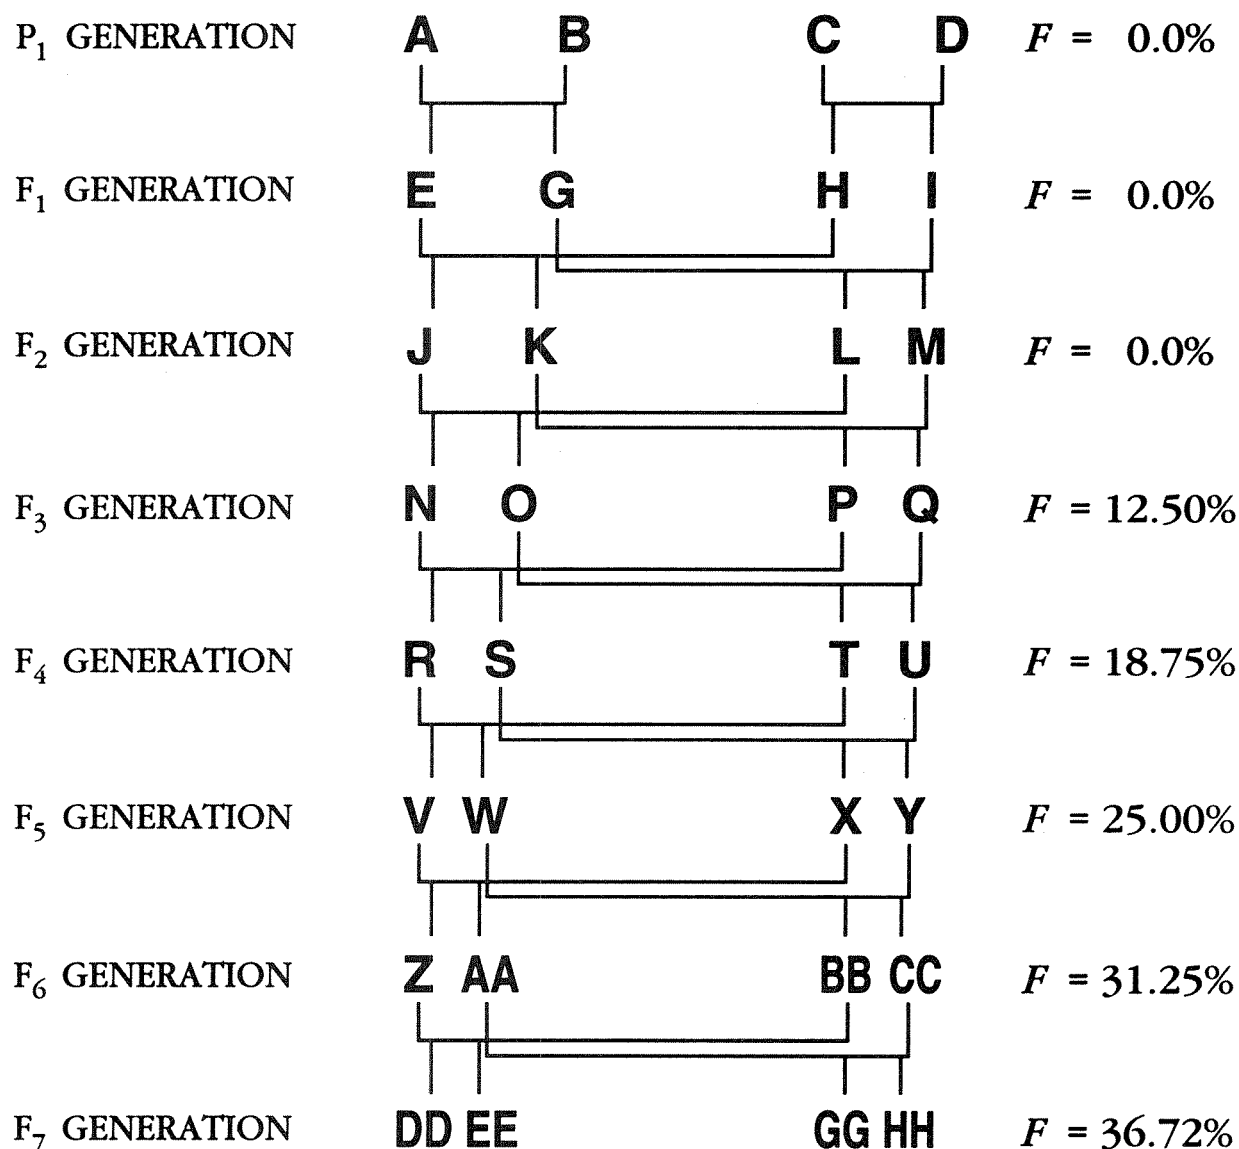 P1 GENERATION A B C D F = 0.0%
F1 GENERATION E G H I F = 0.0%
F2 GENERATION J K L M F = 0.0%
F3 GENERATION N O P Q F = 12.50%
F4 GENERATION R S T U F = 18.75%
F5 GENERATION V W X Y F = 25.00%
F6 GENERATION Z AA BB CC F = 31.25%
F7 GENERATION DD EE GG HH F = 36.72%